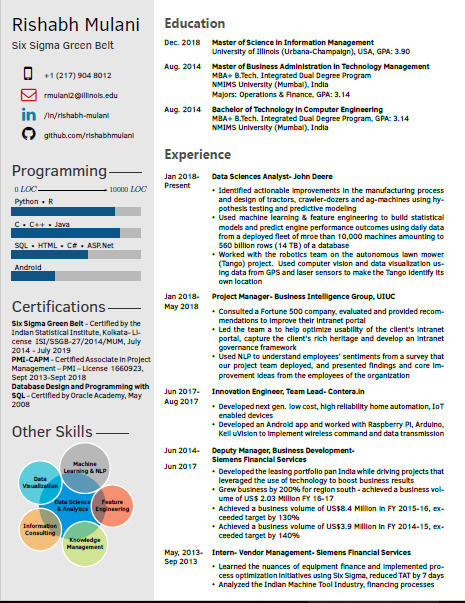 Rishabh Mulani
Six Sigma Green Belt
+1 (217) 904 8012
rmulani2@illinois.edu
/in/rishabh-mulani
github.com/rishabhmulani
Programming
0 LOC 10000 LOC
Python • R
C • C++ • Java
SQL • HTML • C# • ASP.Net
Android
Certifications
Six Sigma Green Belt - Certified by the
Indian Statistical Institute, Kolkata- Li-
cense ISI/SSGB-27/2014/MUM, July
2014 - July 2019
PMI-CAPM - Certified Associate in Project
Management - PMI - License 1660923,
Sept 2013-Sept 2018
Database Design and Programming with
SQL - Certified by Oracle Academy, May
2008
Other Skills
Machine
Learning & NLP
Data
Visualization
Data Science
& Analytics
Feature
Engineering
Information
Consulting
Knowledge
Management
Education
Dec. 2018 Master of Science in Information Management
University of Illinois (Urbana-Champaign), USA, GPA: 3.90
Aug. 2014 Master of Business Administration in Technology Management
MBA+ B.Tech. Integrated Dual Degree Program
NMIMS University (Mumbai), India
Majors: Operations & Finance, GPA: 3.14
Aug. 2014 Bachelor of Technology in Computer Engineering
MBA+ B.Tech. Integrated Dual Degree Program, GPA: 3.14
NMIMS University (Mumbai), India
Experience
Jan 2018- Data Sciences Analyst- John Deere
Present
• Identified actionable improvements in the manufacturing process
and design of tractors, crawler-dozers and ag-machines using hy-
pothesis testing and predictive modeling
• Used machine learning & feature engineering to build statistical
models and predict engine performance outcomes using daily data
from a deployed fleet of mroe than 10,000 machines amounting to
560 billion rows (14 TB) of a database
• Worked with the robotics team on the autonomous lawn mower
(Tango) project. Used computer vision and data visualization us-
ing data from GPS and laser sensors to make the Tango identify its
own location
Jan 2018- Project Manager- Business Intelligence Group, UIUC
May 2018
• Consulted a Fortune 500 company, evaluated and provided recom-
mendations to improve their intranet portal
• Led the team a to help optimize usability of the client's intranet
portal, capture the client's rich heritage and develop an intranet
governance framework
• Used NLP to understand employees' sentiments from a survey that
our project team deployed, and presented findings and core im-
provement ideas from the employees of the organization
Jun 2017- Innovation Engineer, Team Lead- Contera.in
Aug 2017
• Developed next gen. low cost, high reliability home automation, IoT
enabled devices
• Developed an Android app and worked with Raspberry PI, Arduino,
Keil uVision to implement wireless command and data transmission
Jun 2014- Deputy Manager, Business Development-
Siemens Financial Services
Jun 2017
• Developed the leasing portfolio pan India while driving projects that
leveraged the use of technology to boost business results
• Grew business by 200% for region south - achieved a business vol-
ume of US$ 2.03 Million FY 16-17
• Achieved a business volume of US$8.4 Million in FY 2015-16, ex-
ceeded target by 130%
• Achieved a business volume of US$3.9 Million in FY 2014-15, ex-
ceeded target by 140%
May, 2013- Intern- Vendor Management- Siemens Financial Services
Sep 2013
• Learned the nuances of equipment finance and implemented pro-
cess optimization initiatives using Six Sigma, reduced TAT by 7 days
• Analyzed the Indian Machine Tool Industry, financing processes